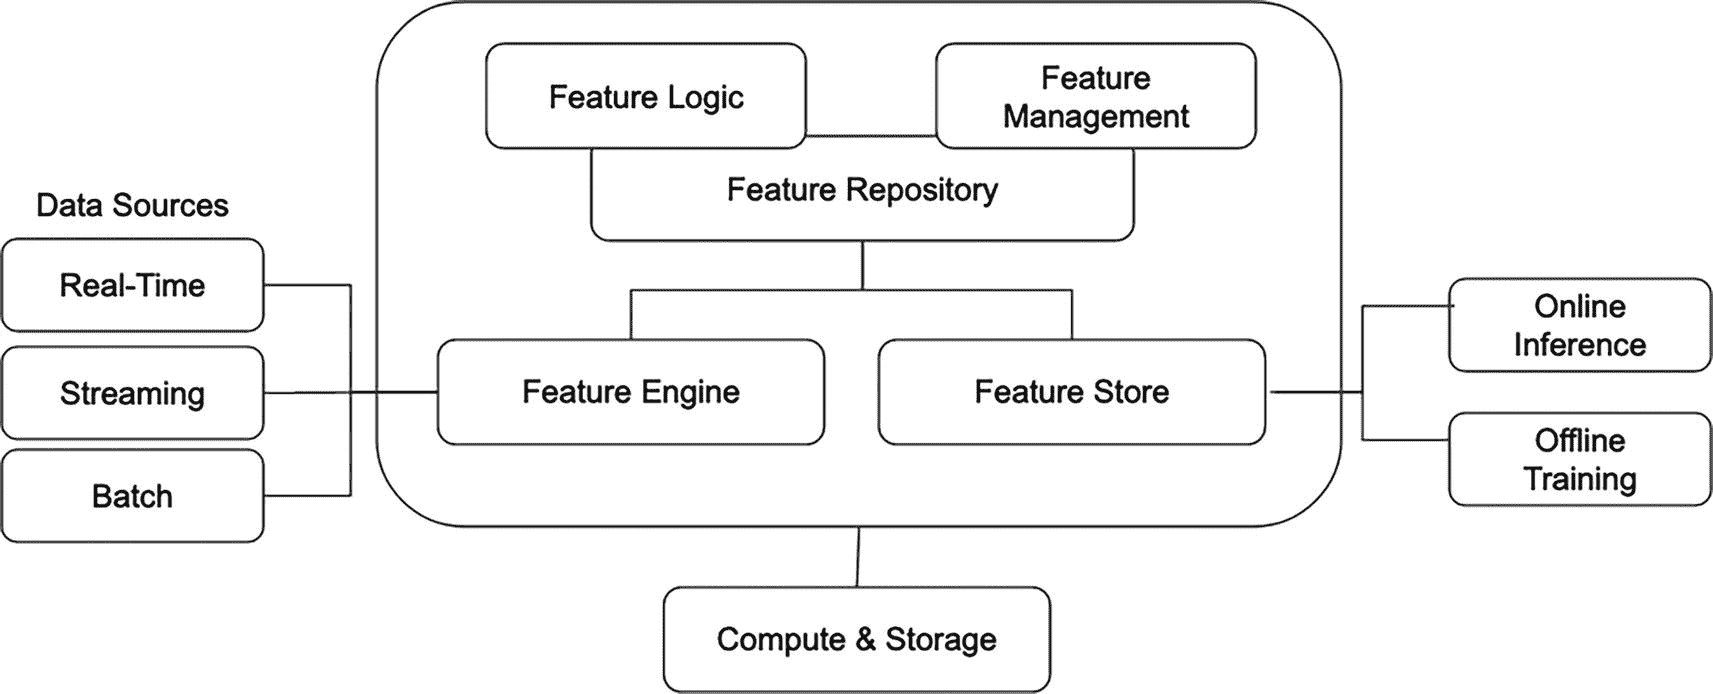 Feature Logic
Feature
Management
Feature Repository
Data Sources
Real-Time
Streaming
Batch
Feature Engine
Feature Store
Online
Inference
Offline
Training
Compute & Storage